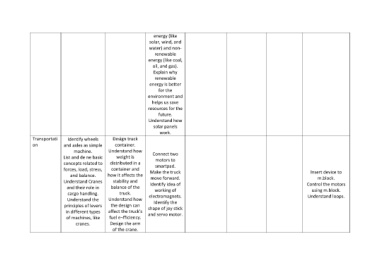 energy (like
solar, wind, and
water) and non-
renewable
energy (like coal,
oil, and gas).
Explain why
renewable
energy is better
for the
environment and
helps us save
resources for the
future.
Understand how
solar panels
work.
Transportati
on
Identify wheels
and axles as simple
machine.
List and de ne basic
concepts related to
forces, load, stress,
and balance.
Understand Cranes
and their role in
cargo handling.
Understand the
principles of levers
in different types
of machines, like
cranes.
Design truck
container.
Understand how
weight is
distributed in a
container and
how it affects the
stability and
balance of the
truck.
Understand how
the design can
affect the truck's
fuel e-fficiency.
Design the arm
of the crane.
Connect two
motors to
smartpad.
Make the truck
move forward.
Identify idea of
working of
electromagnets.
Identify the
shape of joy stick
and servo motor.
Insert device to
m.block.
Control the motors
using m.block.
Understand loops.